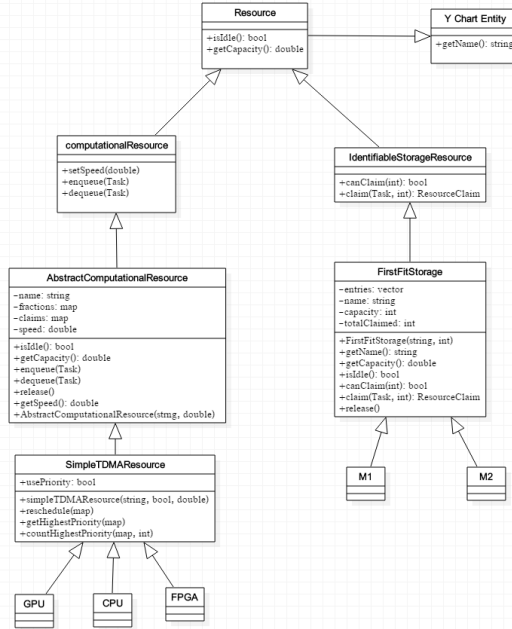 Resource
+isIdle(): bool
+getCapacity(): double
Y Chart Entity
+getName(): string
computationalResource
+setSpeed(double)
+enqueue(Task)
+dequeue(Task)
IdentifiableStorageResource
+canClaim(int): bool
+claim(Task, int): ResourceClaim
AbstractComputationalResource
-name: string
-fractions: map
-claims: map
-speed: double
+isIdle(): bool
+getCapacity(): double
+enqueue(Task)
+dequeue(Task)
+release()
+getSpeed(): double
+AbstractComputationalResource(strng, double)
FirstFitStorage
-entries: vector
-name: string
-capacity: int
-totalClaimed: int
+FirstFitStorage(string, int)
+getName(): string
+getCapacity(): double
+isIdle(): bool
+canClaim(int): bool
+claim(Task, int): ResourceClaim
+release()
SimpleTDMAResource
+usePriority: bool
+simpleTDMAResource(string, bool, double)
+reschedule(map)
+getHighestPriority(map)
+countHighestPriority(map, int)
M1
M2
GPU
CPU
FPGA